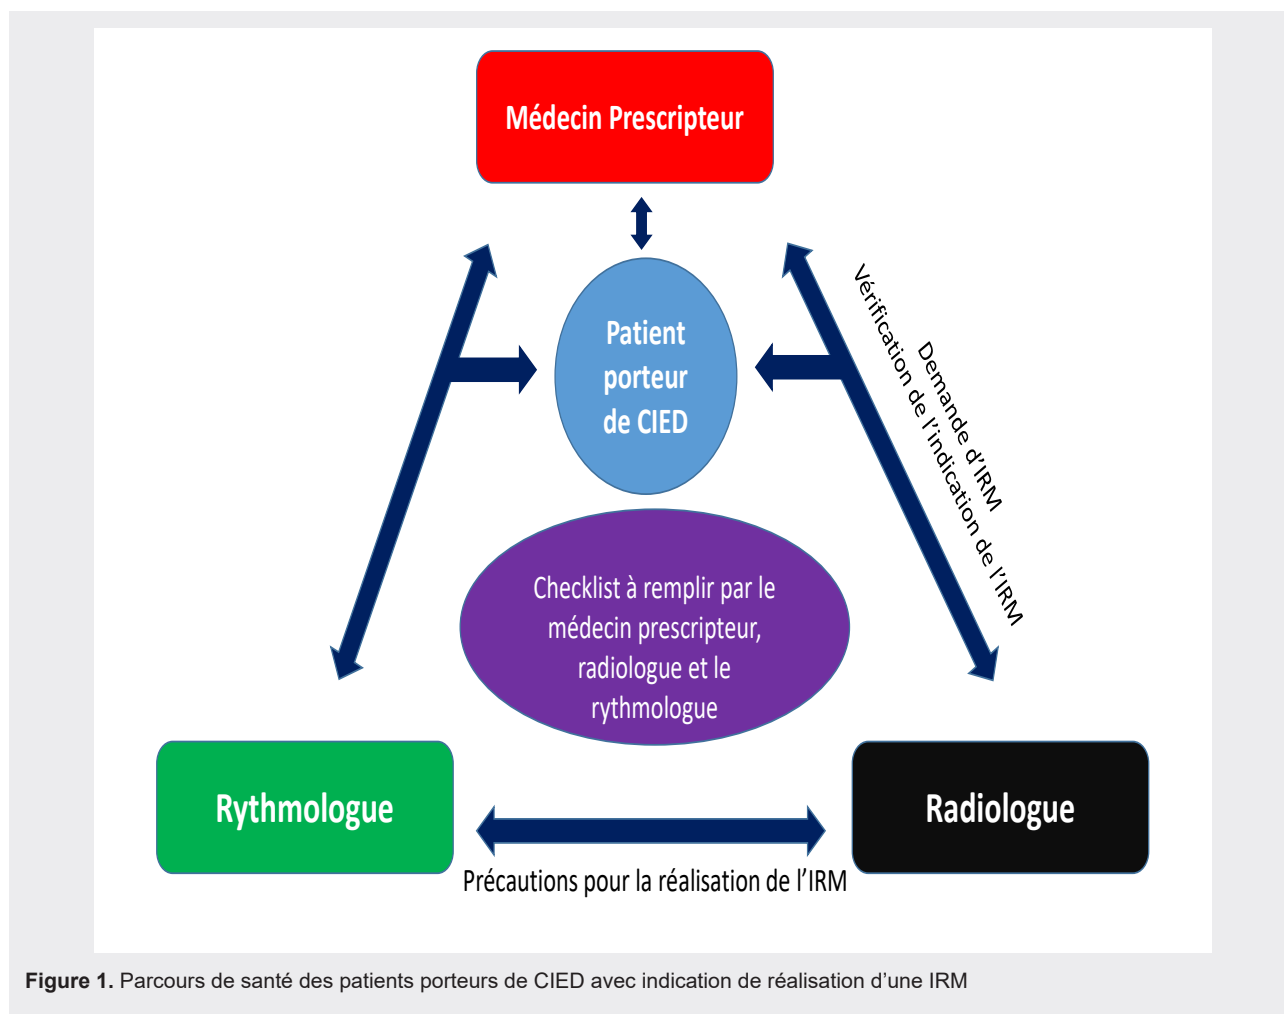 Médecin Prescripteur
Patient
porteur
de CIED
Demande d'IRM
Vérification de l'indication de l'IRM
Checklist à remplir par le
médecin prescripteur,
radiologue et le
rythmologue
Rythmologue
Radiologue
Précautions pour la réalisation de l'IRM
Figure 1. Parcours de santé des patients porteurs de CIED avec indication de réalisation d'une IRM